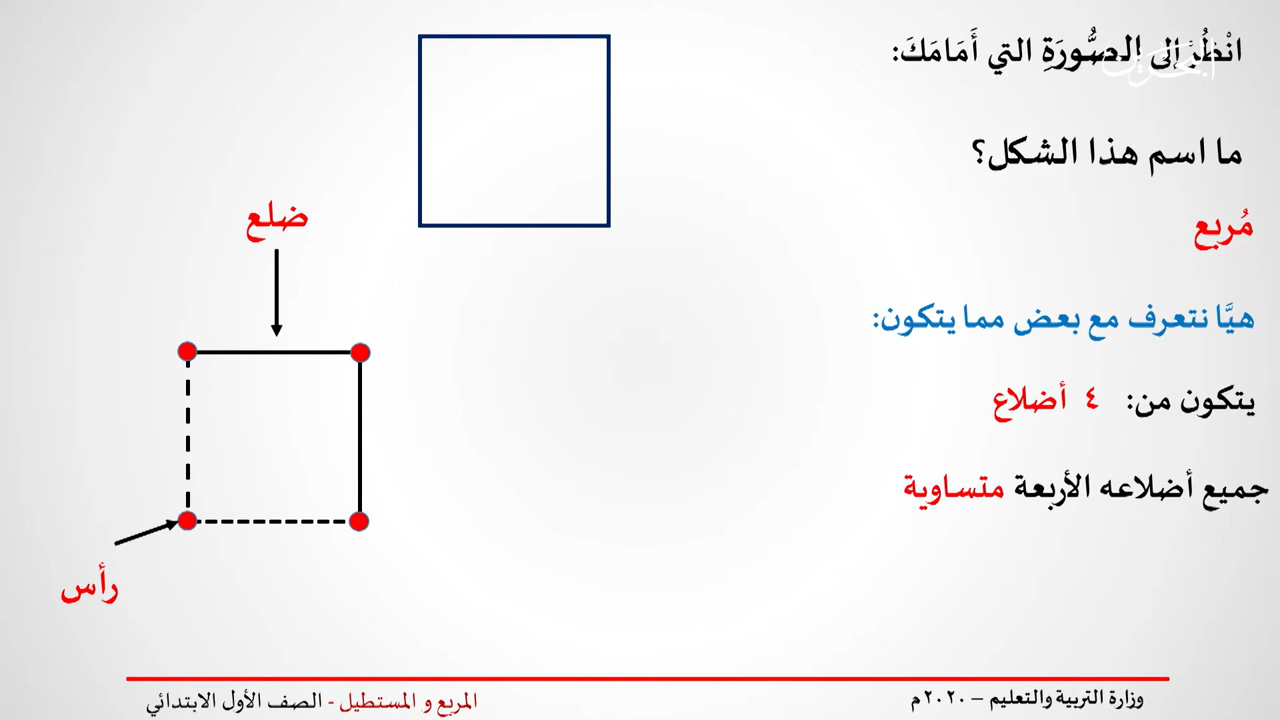 انْظُرْ إلى الصُّورَةِ التي أَمَامَكَ:
ما اسم هذا الشكل؟
مُربع
هيَّا نتعرف مع بعض مما يتكون:
يتكون من: ٤ أضلاع
جميع أضلاعه الأربعة متساوية
ضلع
رأس
وزارة التربية والتعليم – ٢٠٢٠م
المربع و المستطيل - الصف الأول الابتدائي
البحرين